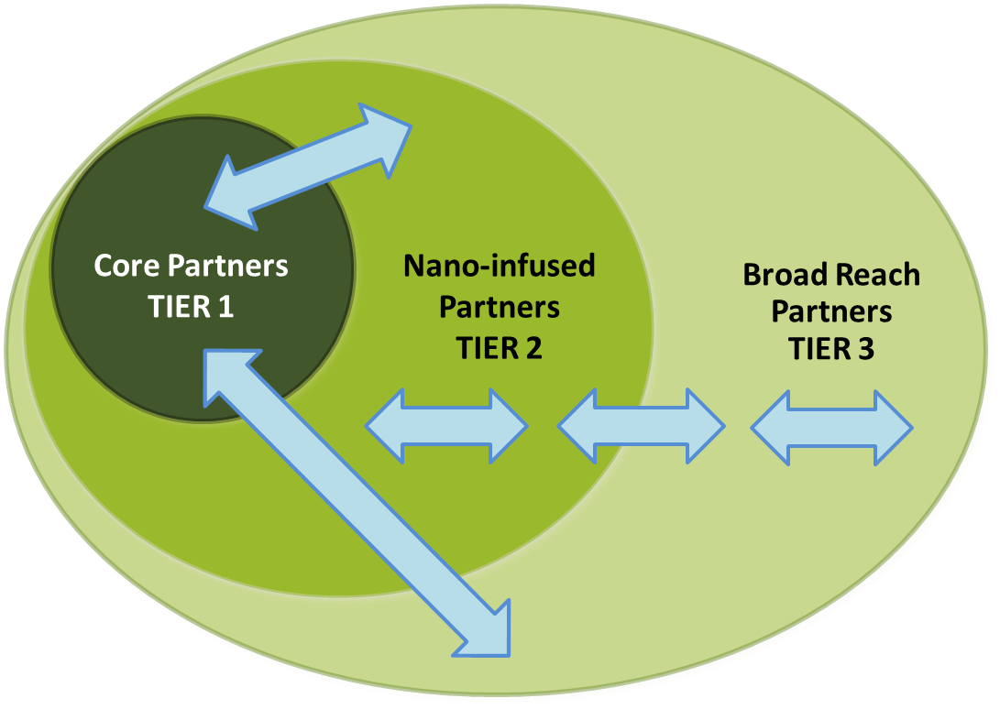 Core Partners
TIER 1
Nano-infused
Partners
TIER 2
Broad Reach
Partners
TIER 3